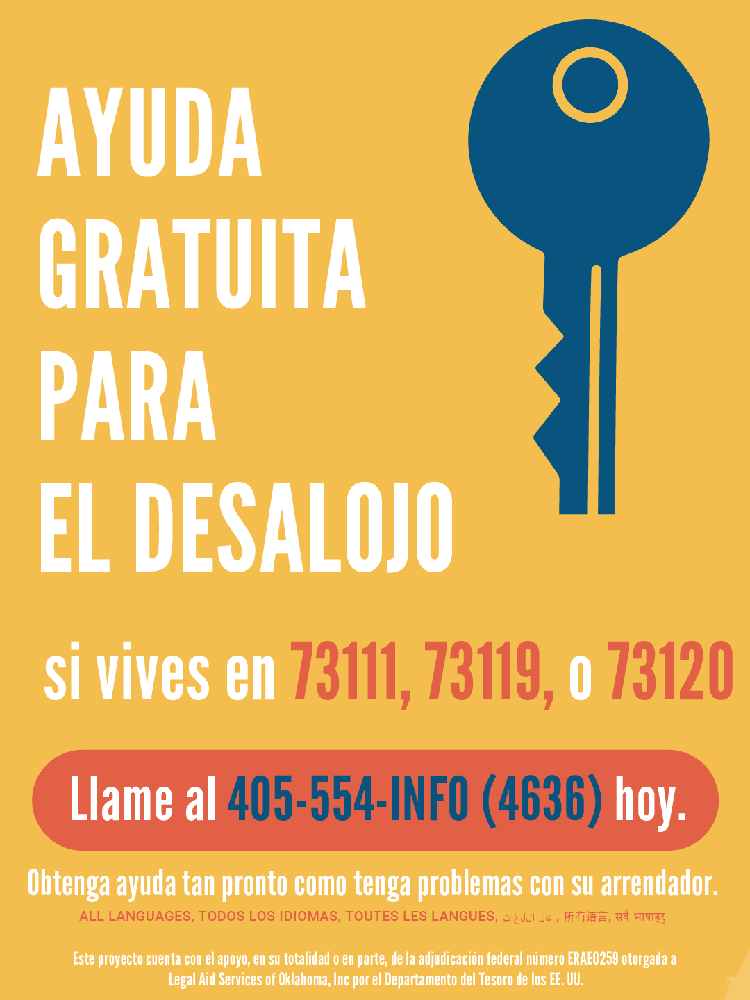 AYUDA
GRATUITA
PARA
EL DESALOJO
si vives en 73111, 73119, o 73120
Llame al 405-554-INFO (4636) hoy.
Obtenga ayuda tan pronto como tenga problemas con su arrendador.
ALL LANGUAGES, TODOS LOS IDIOMAS, TOUTES LES LANGUES, كل اللغات , 所有语言, सबै भाषाहरु
Este proyecto cuenta con el apoyo, en su totalidad o en parte, de la adjudicación federal número ERAE0259 otorgada a
Legal Aid Services of Oklahoma, Inc por el Departamento del Tesoro de los EE. UU.